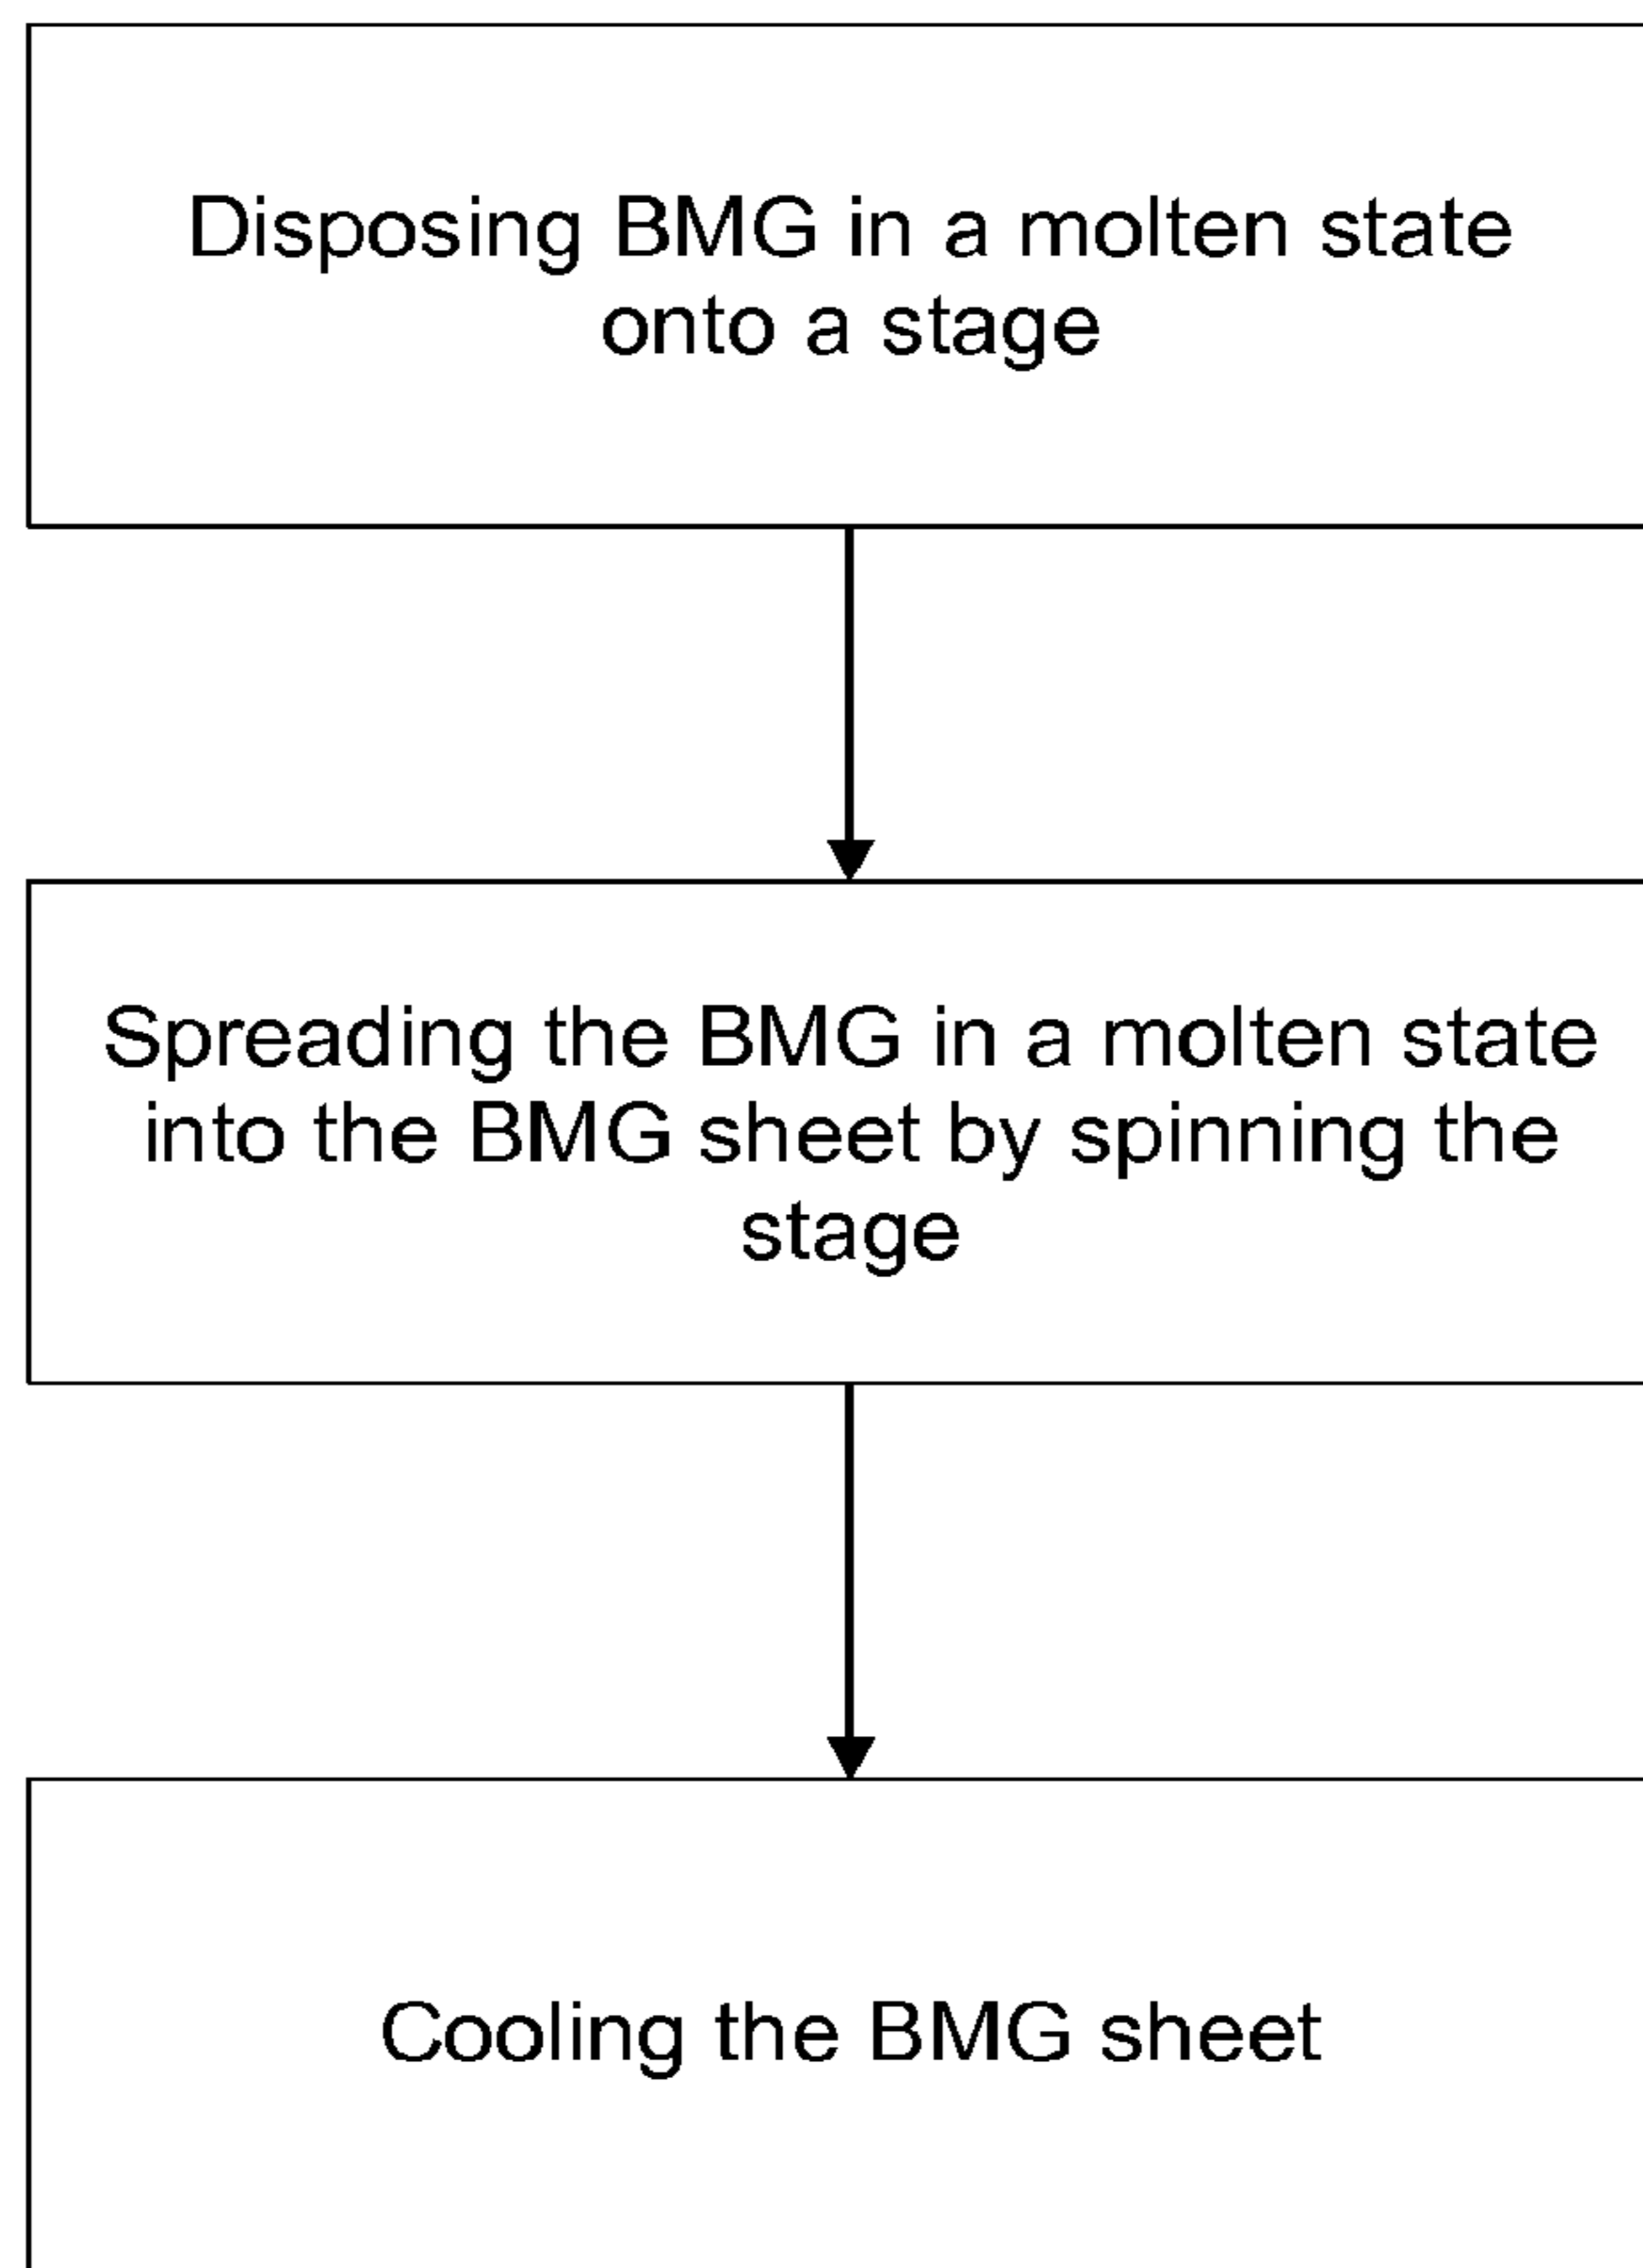 Disposing BMG in a molten state
onto a stage
Spreading the BMG in a molten state
into the BMG sheet by spinning the
stage
Cooling the BMG sheet